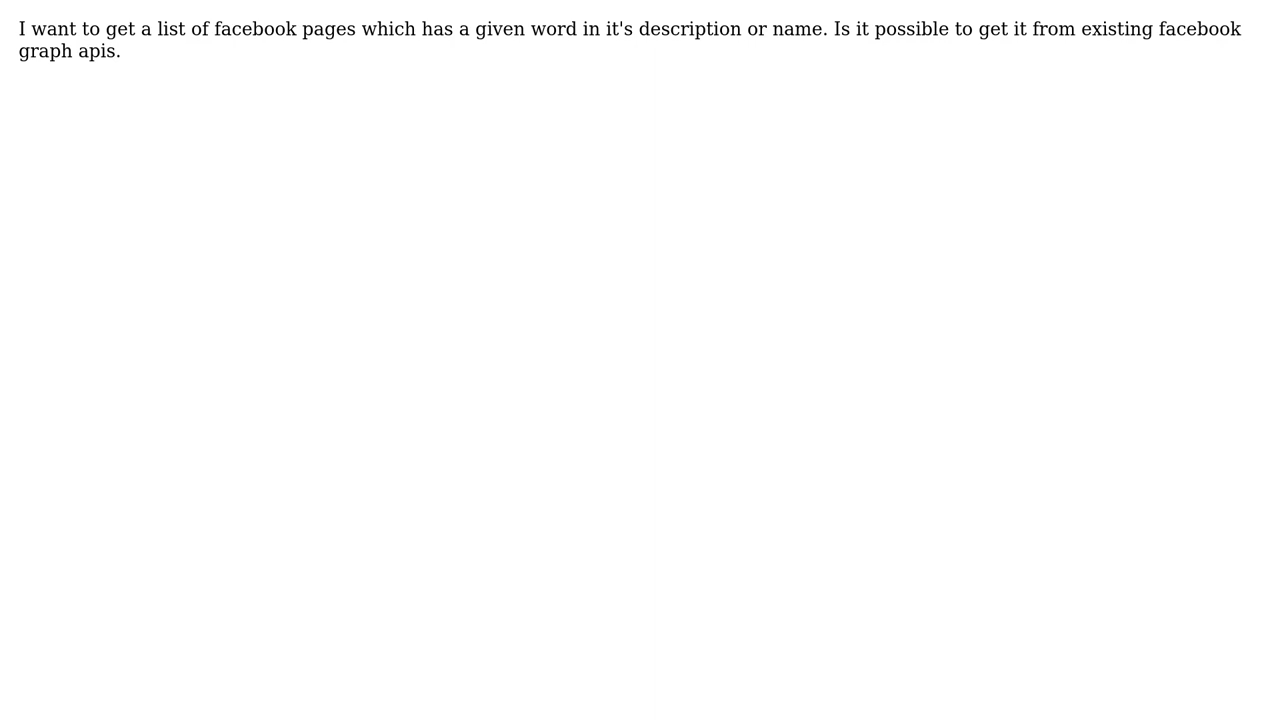 I want to get a list of facebook pages which has a given word in it's description or name. Is it possible to get it from existing facebook
graph apis.